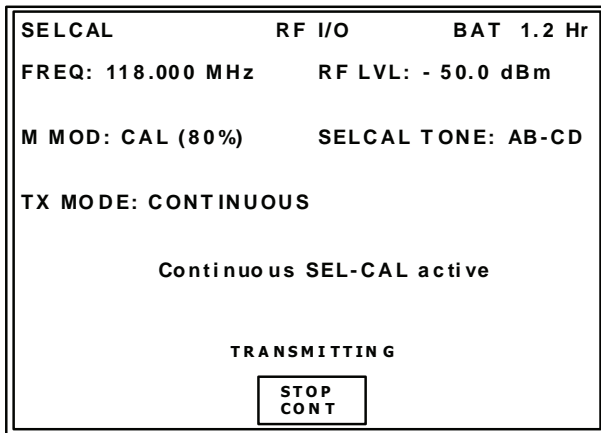 SELCAL RF I/O BAT 1.2 Hr
FREQ: 118.000 MHz RF LVL: - 50.0 dBm
M MOD: CAL (80%) SELCAL TONE: AB-CD
TX MODE: CONTINUOUS
Continuous SEL-CAL active
TRANSMITTING
STOP
CONT